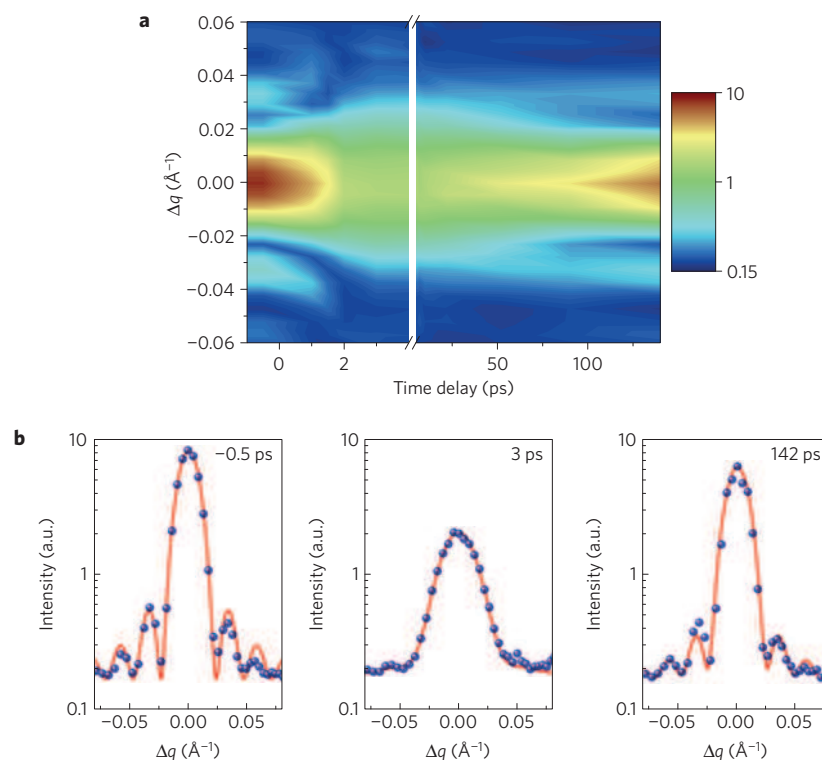 a
0.06
0.04
0.02
0.00
−0.02
−0.04
−0.06
Δq (Å⁻¹)
0 2 50 100
Time delay (ps)
10
1
0.15
b
10
1
0.1
Intensity (a.u.)
−0.5 ps
−0.05 0.00 0.05
Δq (Å⁻¹)
10
1
0.1
Intensity (a.u.)
3 ps
−0.05 0.00 0.05
Δq (Å⁻¹)
10
1
0.1
Intensity (a.u.)
142 ps
−0.05 0.00 0.05
Δq (Å⁻¹)